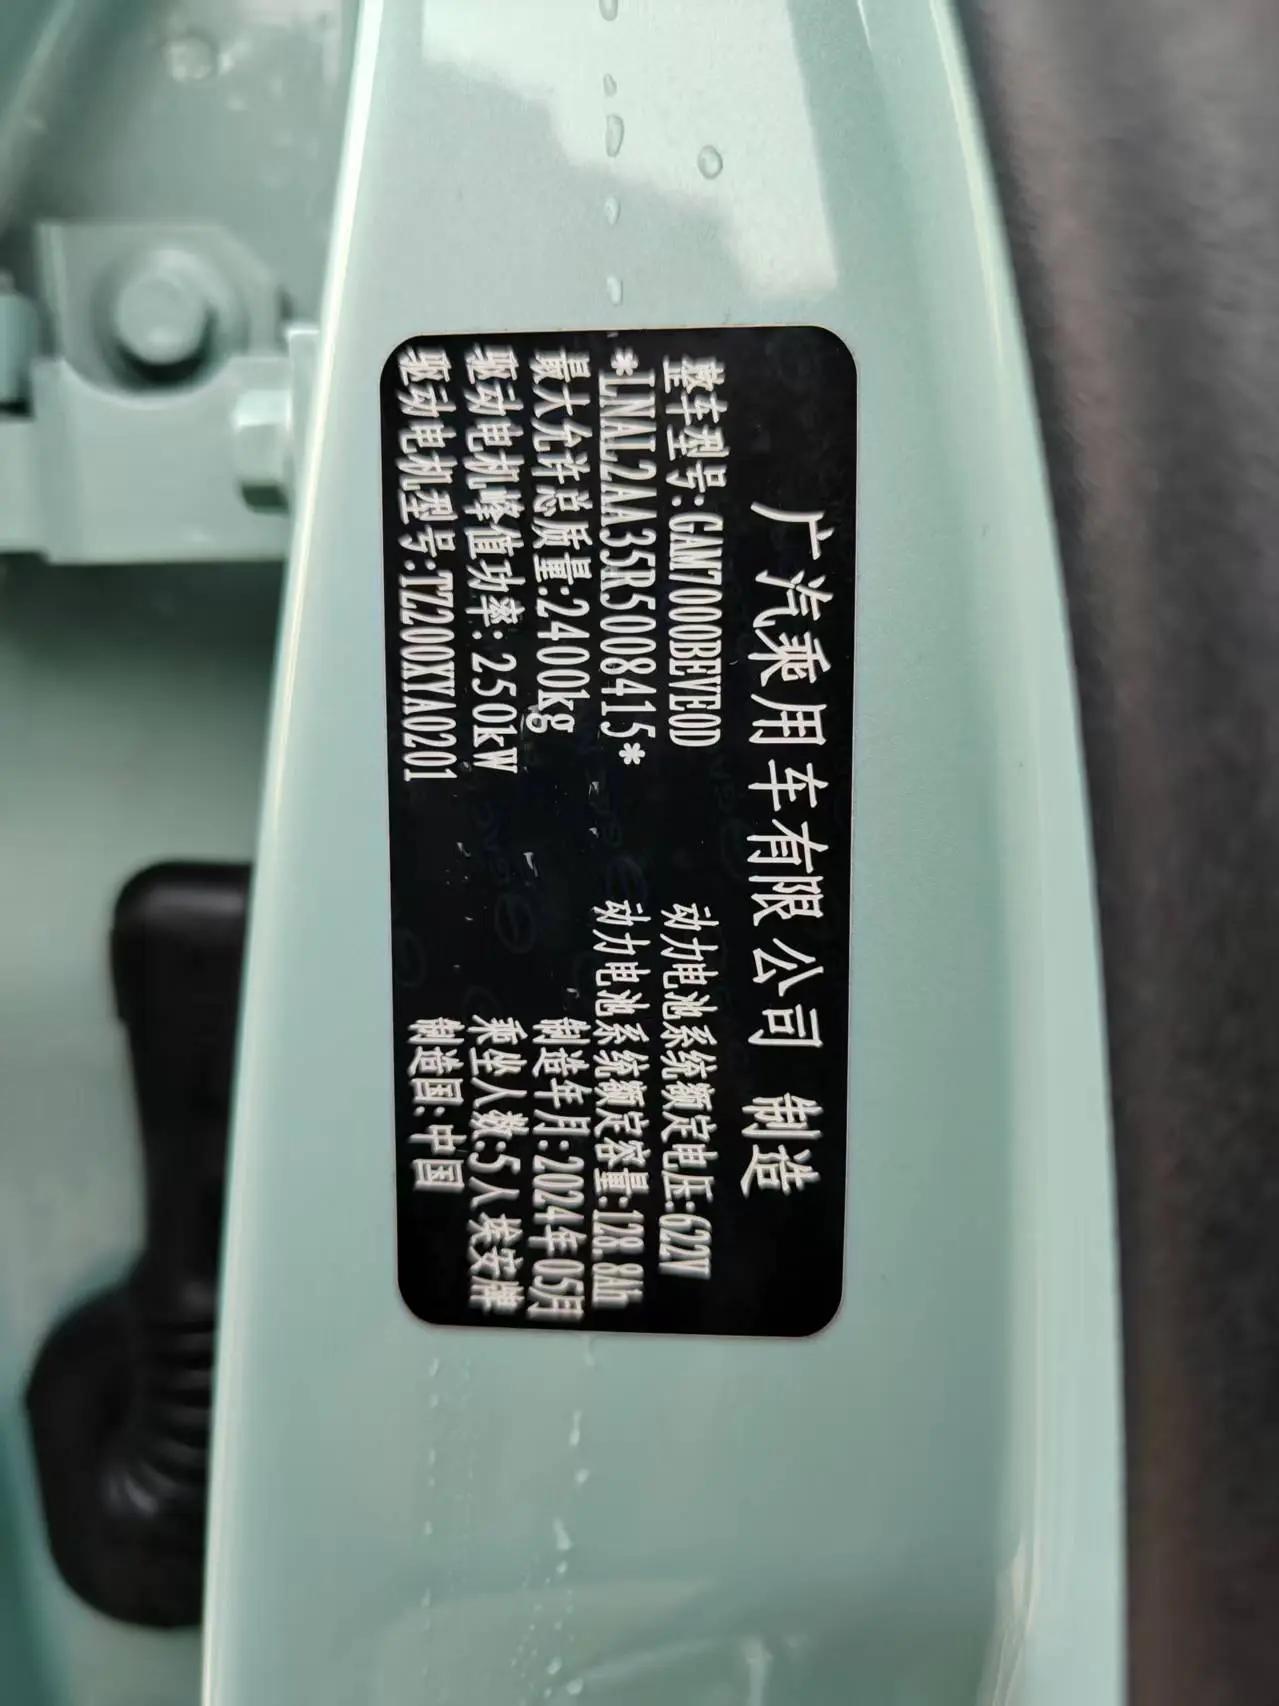 广汽乘用车有限公司 制造
整车型号:GAM7000BEVE0D 动力电池系统额定电压:622V
*LNAL2AA35R5008415* 动力电池系统额定容量:128.8Ah
最大允许总质量:2400kg 制造年月:2024年05月
驱动电机峰值功率:250kW 乘坐人数:5人 埃安牌
驱动电机型号:TZ200XYA0201 制造国:中国